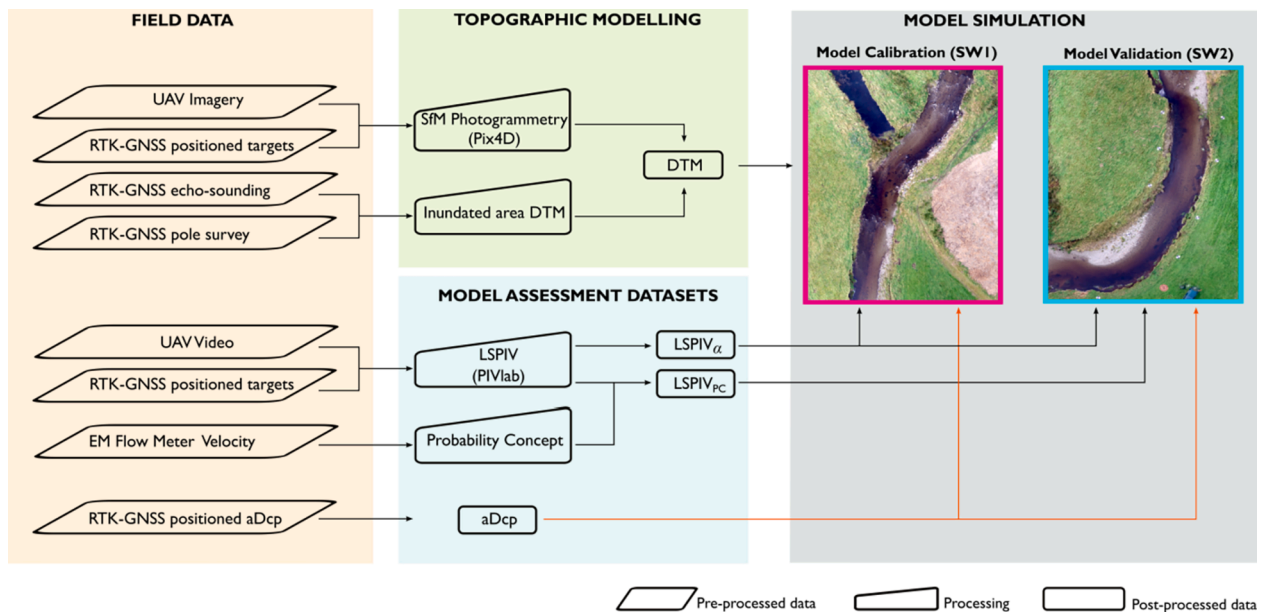 FIELD DATA
UAV Imagery
RTK-GNSS positioned targets
RTK-GNSS echo-sounding
RTK-GNSS pole survey
UAV Video
RTK-GNSS positioned targets
EM Flow Meter Velocity
RTK-GNSS positioned aDcp
TOPOGRAPHIC MODELLING
SfM Photogrammetry
(Pix4D)
Inundated area DTM
DTM
MODEL ASSESSMENT DATASETS
LSPIV
(PIVlab)
Probability Concept
LSPIVα
LSPIVPC
aDcp
MODEL SIMULATION
Model Calibration (SW1)
Model Validation (SW2)
Pre-processed data
Processing
Post-processed data